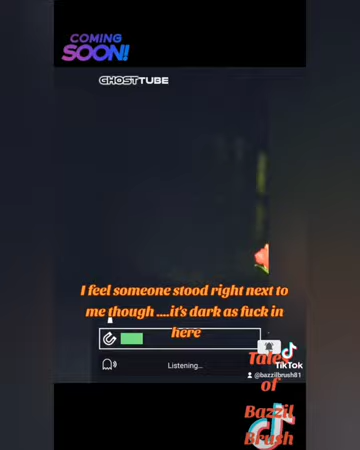 COMING
SOON!
GHOSTTUBE
I feel someone stood right next to
me though ....it's dark as fuck in
here
Listening...
TikTok
@bazzilbrush81
Tales
of
Bazzil
Brush